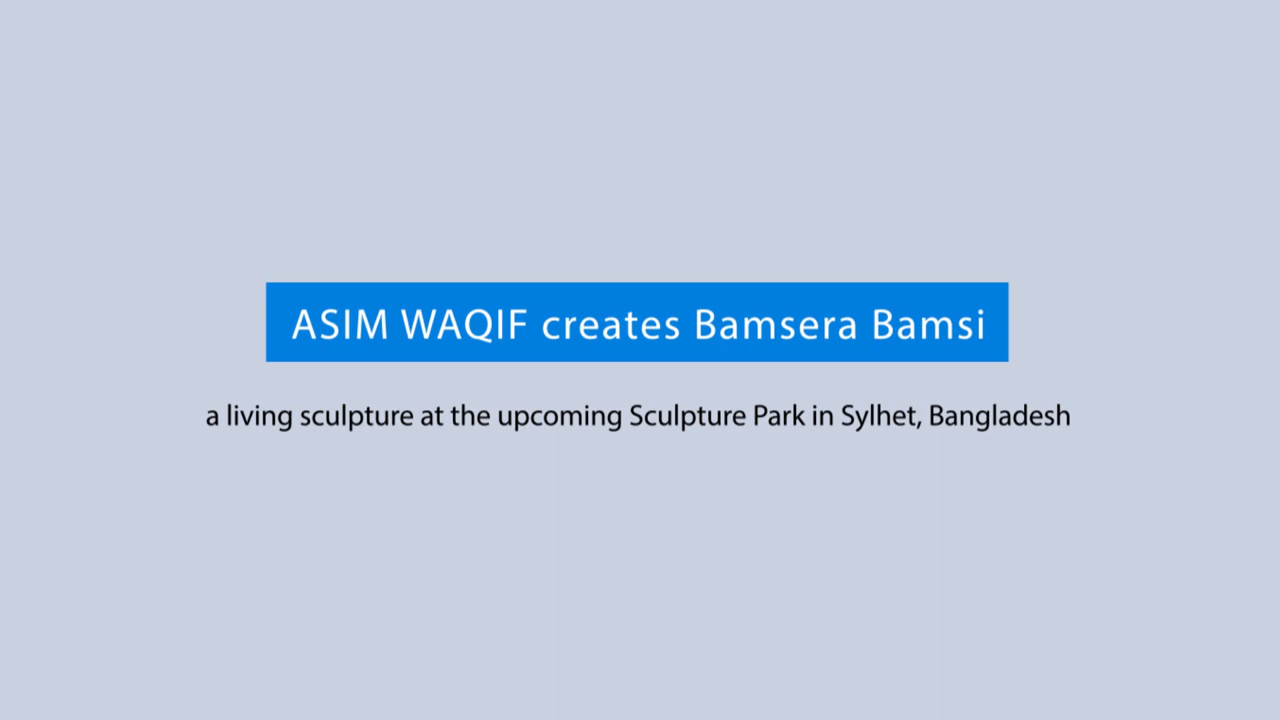 ASIM WAQIF creates Bamsera Bamsi
a living sculpture at the upcoming Sculpture Park in Sylhet, Bangladesh